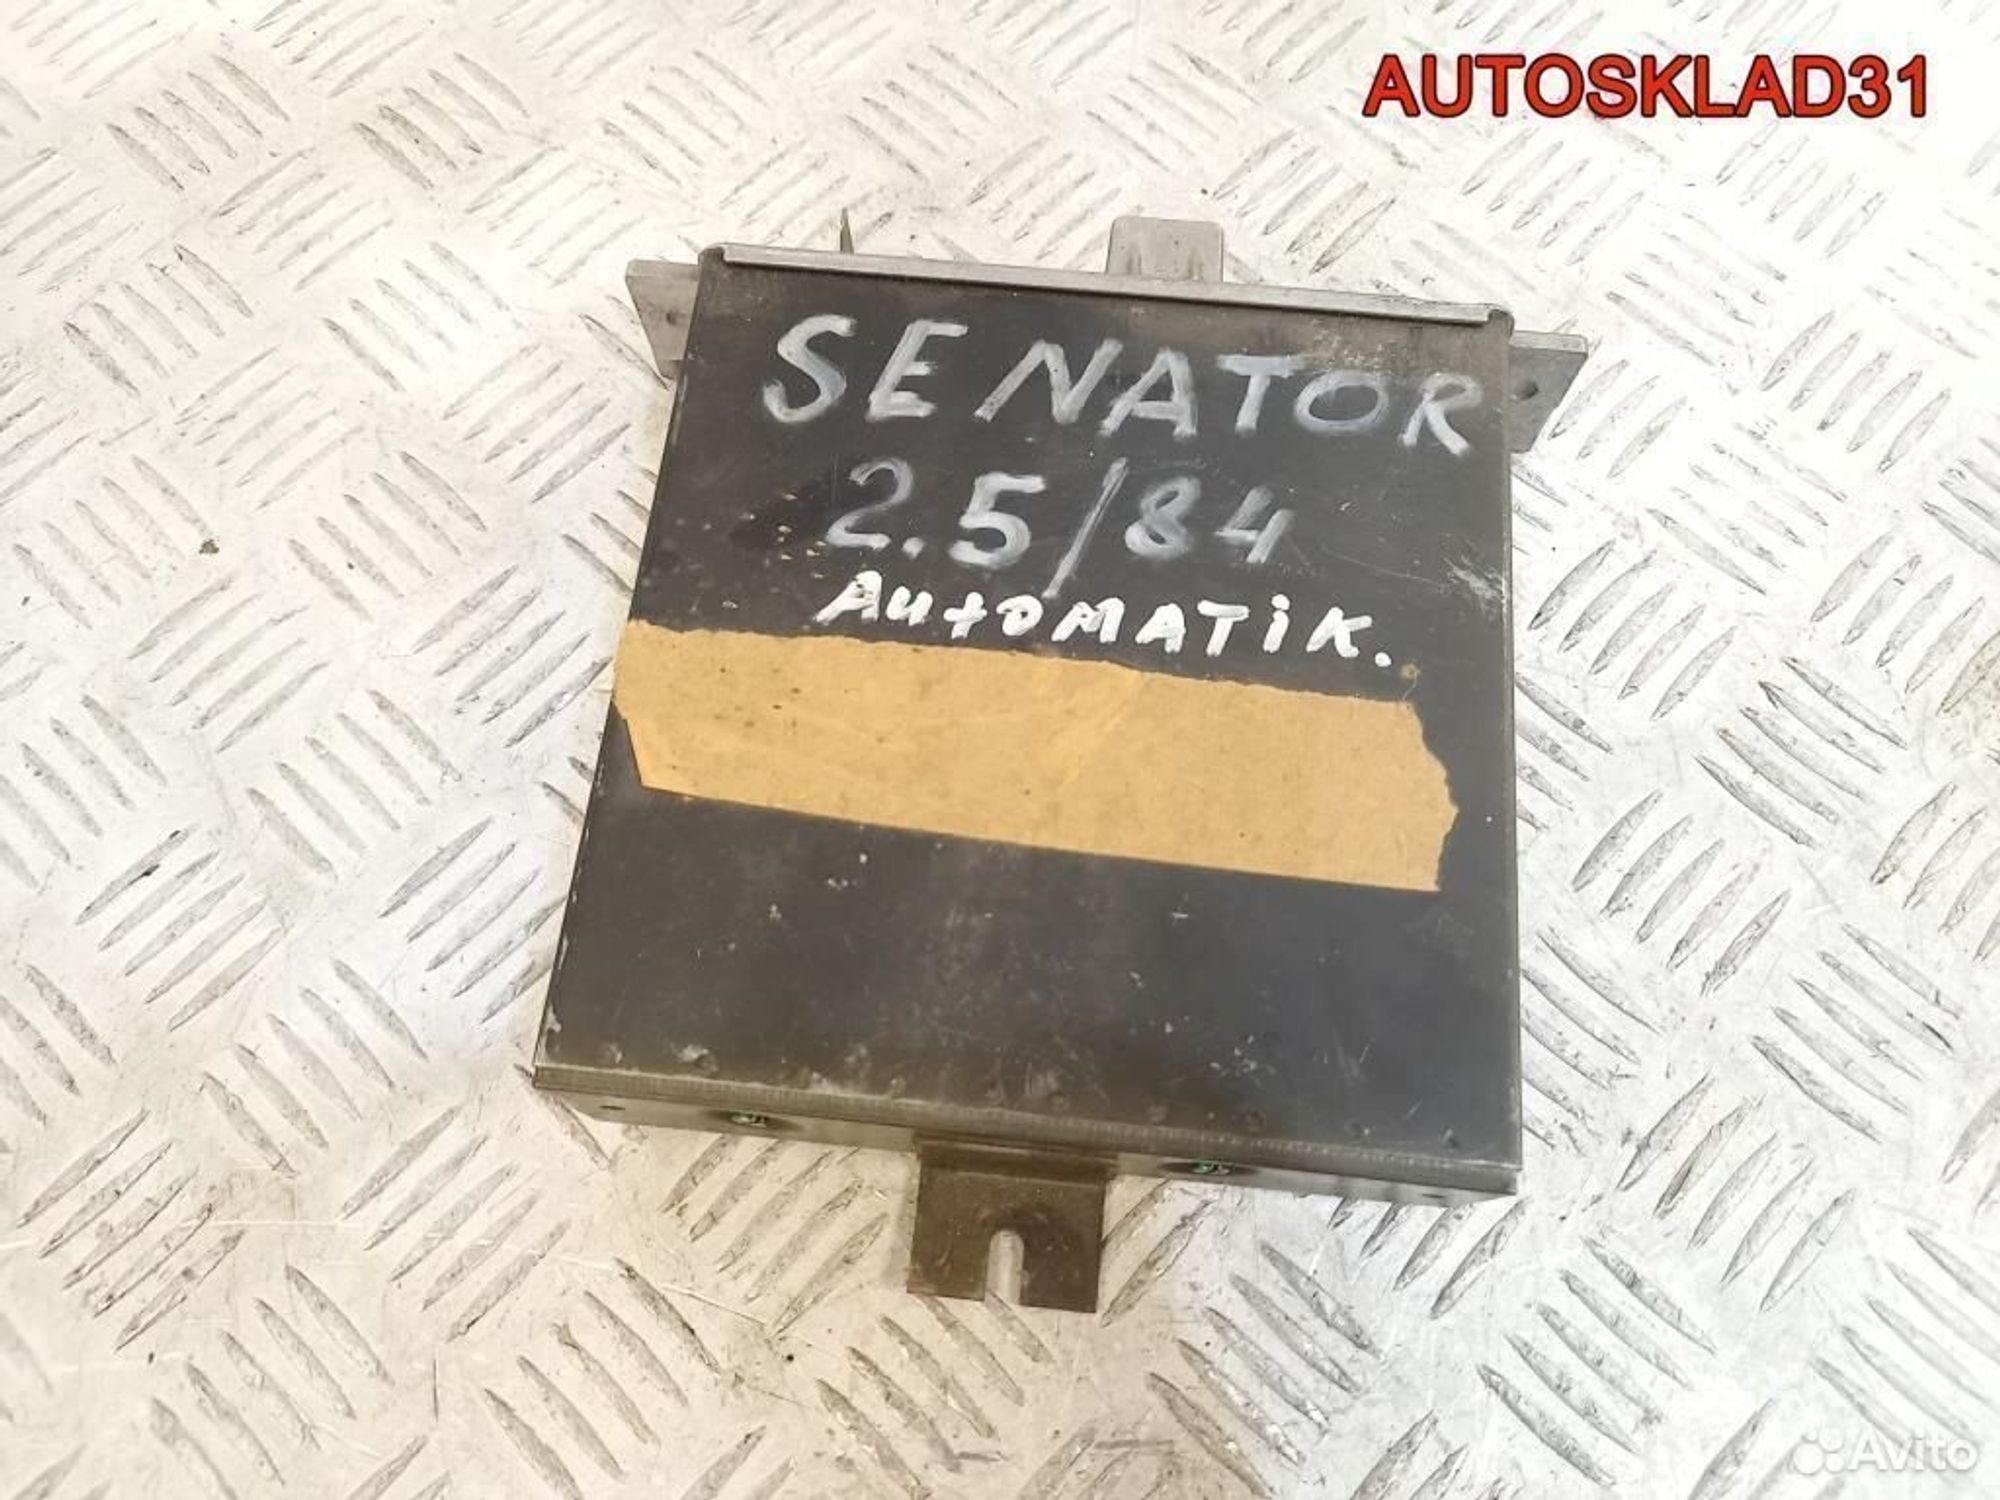 AUTOSKLAD31
SENATOR
2.5/84
AutOMATiK.
Avito